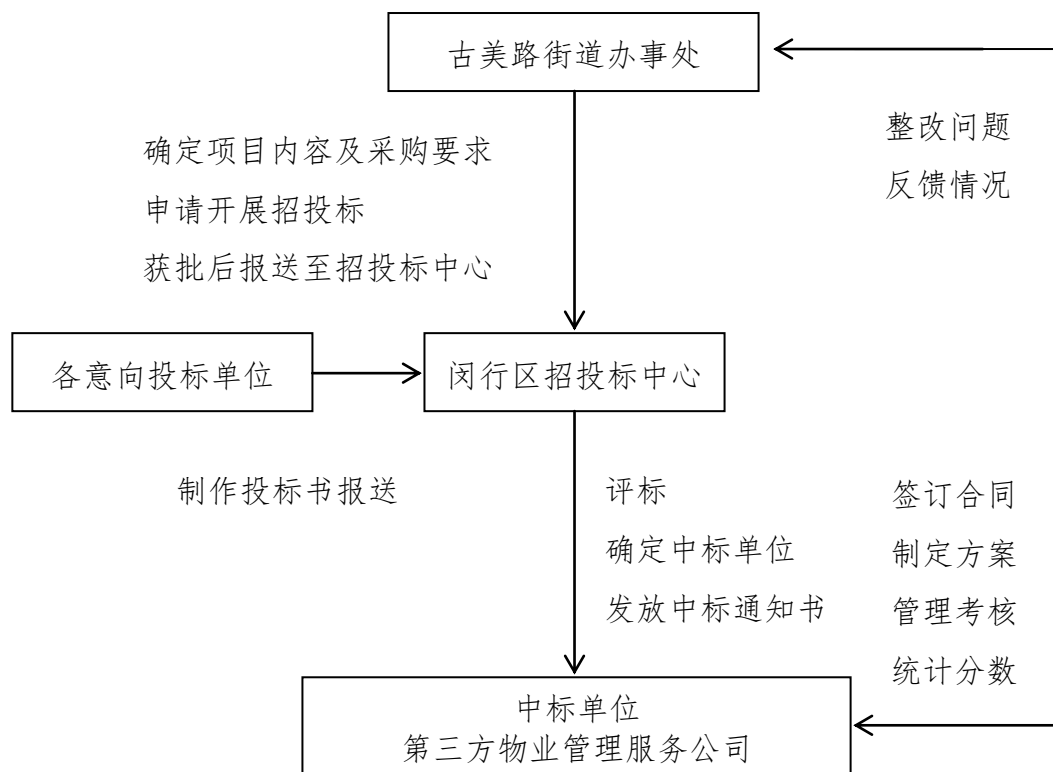 古美路街道办事处
整改问题
反馈情况
确定项目内容及采购要求
申请开展招投标
获批后报送至招投标中心
各意向投标单位
闵行区招投标中心
制作投标书报送
评标
确定中标单位
发放中标通知书
签订合同
制定方案
管理考核
统计分数
中标单位
第三方物业管理服务公司